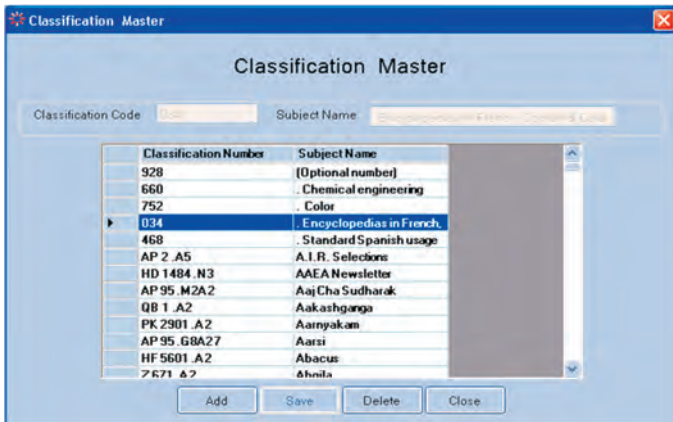 Classification Master
Classification Master
Classification Code Subject Name
Classification Number Subject Name
928 (Optional number)
660 . Chemical engineering
752 . Color
034 . Encyclopedias in French,
468 . Standard Spanish usage
AP 2 .A5 A.I.R. Selections
HD 1484 .N3 AAEA Newsletter
AP 95 .M2A2 Aaj Cha Sudharak
QB 1 .A2 Aakashganga
PK 2901 .A2 Aarnyakam
AP 95 .G8A27 Aarsi
HF 5601 .A2 Abacus
Z 671 .A2
Add Save Delete Close